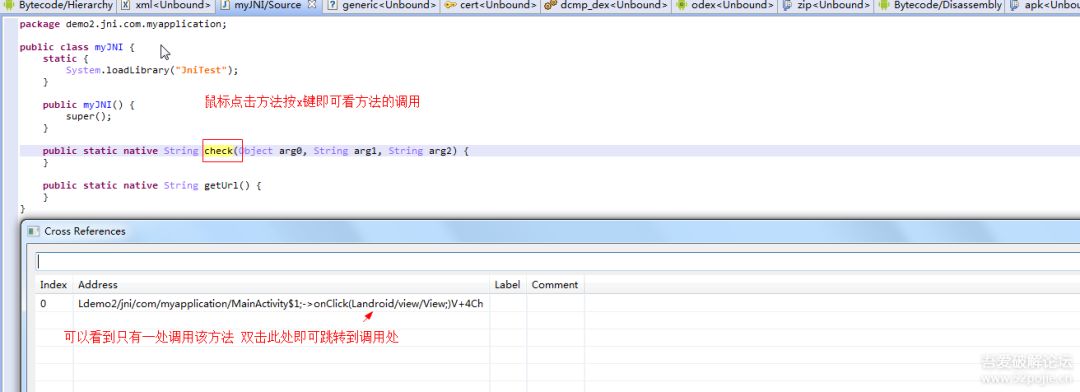 Bytecode/Hierarchy xml<Unbound> myJNI/Source generic<Unbound> cert<Unbound> dcmp_dex<Unbound> odex<Unbound> zip<Unbound> Bytecode/Disassembly apk<Unbou
package demo2.jni.com.myapplication;
public class myJNI {
static {
System.loadLibrary("JniTest");
}
public myJNI() {
鼠标点击方法按x键即可看方法的调用
super();
}
public static native String check(Object arg0, String arg1, String arg2) {
}
public static native String getUrl() {
}
}
Cross References
Index Address Label Comment
0 Ldemo2/jni/com/myapplication/MainActivity$1;->onClick(Landroid/view/View;)V+4Ch
可以看到只有一处调用该方法 双击此处即可跳转到调用处
吾爱破解论坛
www.52pojie.cn